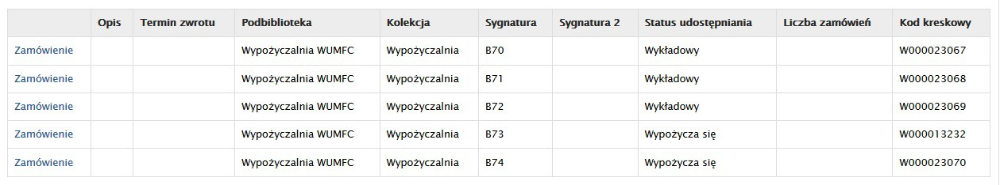 Opis Termin zwrotu Podbiblioteka Kolekcja Sygnatura Sygnatura 2 Status udostępniania Liczba zamówień Kod kreskowy
Zamówienie Wypożyczalnia WUMFC Wypożyczalnia B70 Wykładowy W000023067
Zamówienie Wypożyczalnia WUMFC Wypożyczalnia B71 Wykładowy W000023068
Zamówienie Wypożyczalnia WUMFC Wypożyczalnia B72 Wykładowy W000023069
Zamówienie Wypożyczalnia WUMFC Wypożyczalnia B73 Wypożycza się W000013232
Zamówienie Wypożyczalnia WUMFC Wypożyczalnia B74 Wypożycza się W000023070